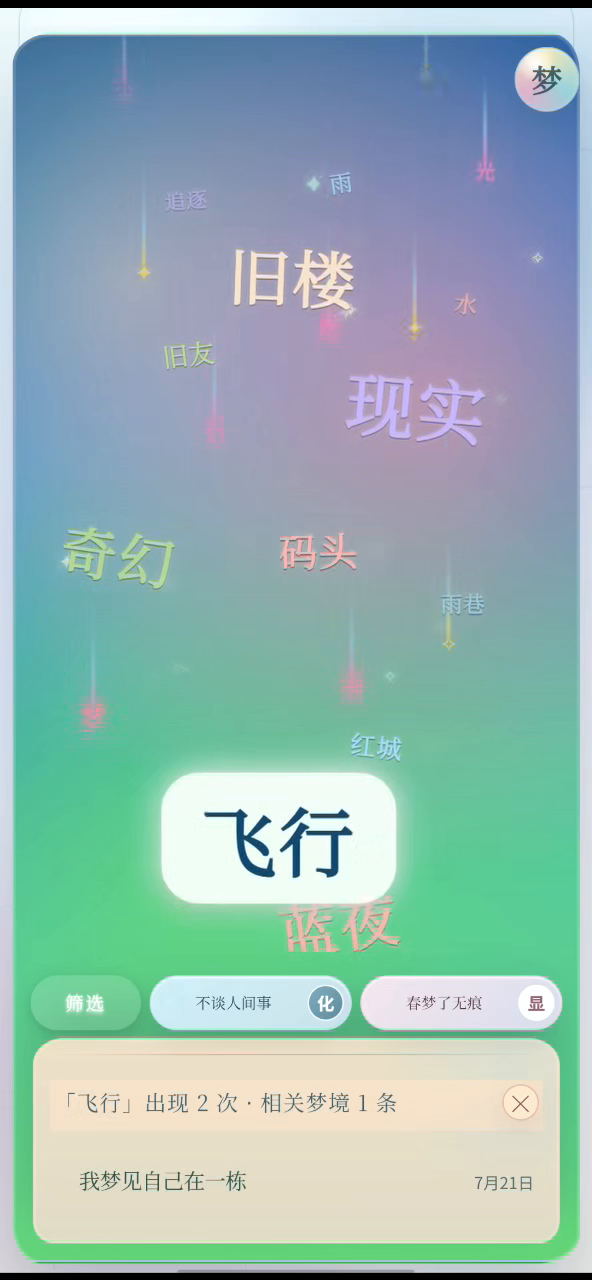 梦
光
追逐
雨
旧楼
水
旧友
现实
奇幻
码头
雨巷
梦
红城
飞行
蓝夜
筛选
不谈人间事
化
春梦了无痕
显
「飞行」出现 2 次 · 相关梦境 1 条
我梦见自己在一栋
7月21日